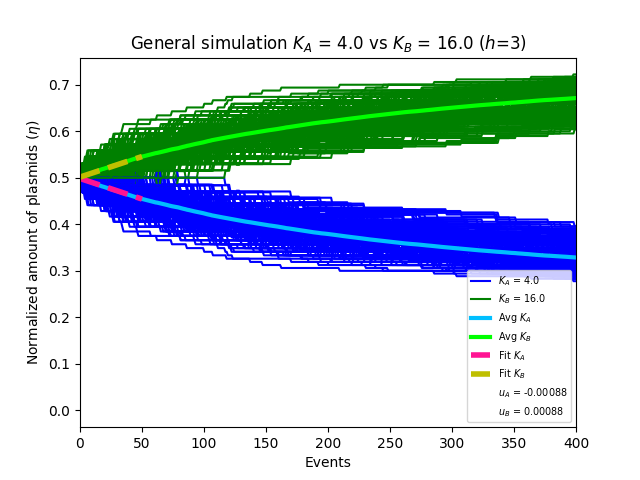 General simulation K_A = 4.0 vs K_B = 16.0 (h=3)
Normalized amount of plasmids (η)
0.7
0.6
0.5
0.4
0.3
0.2
0.1
0.0
K_A = 4.0
K_B = 16.0
Avg K_A
Avg K_B
Fit K_A
Fit K_B
u_A = -0.00088
u_B = 0.00088
0 50 100 150 200 250 300 350 400
Events